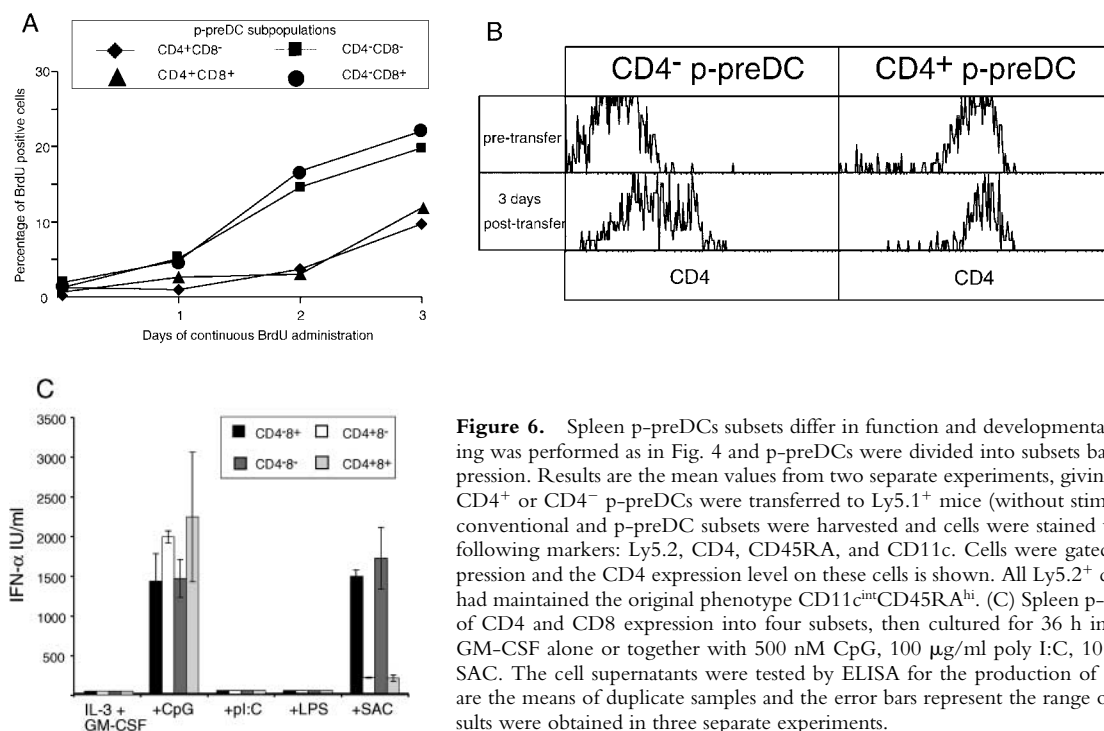 A
p-preDC subpopulations
CD4+CD8-
CD4-CD8-
CD4+CD8+
CD4-CD8+
Percentage of BrdU positive cells
30
20
10
0
1
2
3
Days of continuous BrdU administration
B
CD4- p-preDC
CD4+ p-preDC
pre-transfer
3 days
post-transfer
CD4
CD4
C
IFN-α IU/ml
3500
3000
2500
2000
1500
1000
500
CD4-8+
CD4+8-
CD4-8-
CD4+8+
IL-3 +
GM-CSF
+CpG
+pI:C
+LPS
+SAC
Figure 6. Spleen p-preDCs subsets differ in function and developmenta
ing was performed as in Fig. 4 and p-preDCs were divided into subsets ba
pression. Results are the mean values from two separate experiments, givin
CD4+ or CD4− p-preDCs were transferred to Ly5.1+ mice (without stim
conventional and p-preDC subsets were harvested and cells were stained
following markers: Ly5.2, CD4, CD45RA, and CD11c. Cells were gated
pression and the CD4 expression level on these cells is shown. All Ly5.2+
had maintained the original phenotype CD11cintCD45RAhi. (C) Spleen p-
of CD4 and CD8 expression into four subsets, then cultured for 36 h in
GM-CSF alone or together with 500 nM CpG, 100 μg/ml poly I:C, 10
SAC. The cell supernatants were tested by ELISA for the production of
are the means of duplicate samples and the error bars represent the range o
sults were obtained in three separate experiments.